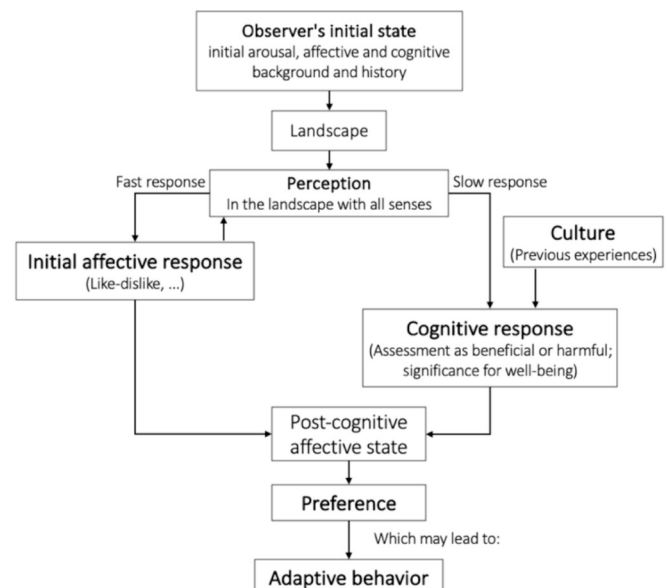 Observer's initial state
initial arousal, affective and cognitive
background and history
Landscape
Fast response
Perception
In the landscape with all senses
Slow response
Culture
(Previous experiences)
Initial affective response
(Like-dislike, ...)
Cognitive response
(Assessment as beneficial or harmful;
significance for well-being)
Post-cognitive
affective state
Preference
Which may lead to:
Adaptive behavior